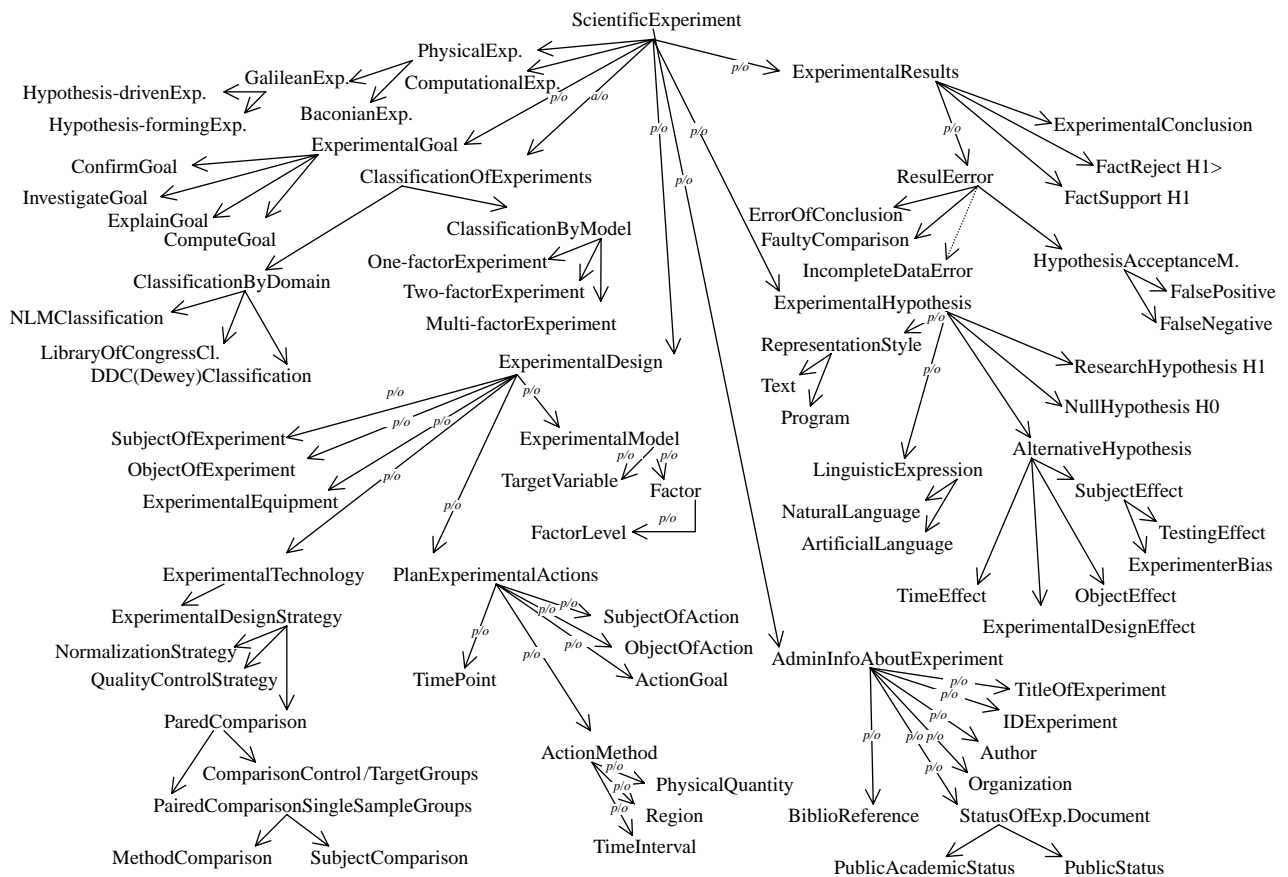 ScientificExperiment
PhysicalExp.
GalileanExp.
ComputationalExp.
p/o
ExperimentalResults
Hypothesis-drivenExp.
BaconianExp.
p/o
a/o
Hypothesis-formingExp.
p/o
p/o
ExperimentalConclusion
ExperimentalGoal
p/o
ConfirmGoal
ClassificationOfExperiments
ResulEerror
FactReject H1>
InvestigateGoal
FactSupport H1
ExplainGoal
ComputeGoal
ClassificationByModel
ErrorOfConclusion
FaultyComparison
One-factorExperiment
IncompleteDataError
HypothesisAcceptanceM.
ClassificationByDomain
Two-factorExperiment
ExperimentalHypothesis
FalsePositive
NLMClassification
Multi-factorExperiment
p/o
FalseNegative
LibraryOfCongressCl.
RepresentationStyle
DDC(Dewey)Classification
ExperimentalDesign
ResearchHypothesis H1
Text
p/o
p/o
Program
NullHypothesis H0
SubjectOfExperiment
p/o
p/o
ExperimentalModel
AlternativeHypothesis
ObjectOfExperiment
p/o
p/o
p/o
LinguisticExpression
ExperimentalEquipment
TargetVariable
Factor
SubjectEffect
p/o
FactorLevel
p/o
NaturalLanguage
TestingEffect
ArtificialLanguage
ExperimenterBias
ExperimentalTechnology
PlanExperimentalActions
TimeEffect
ObjectEffect
ExperimentalDesignEffect
ExperimentalDesignStrategy
p/o
p/o
SubjectOfAction
p/o
p/o
p/o
ObjectOfAction
NormalizationStrategy
AdminInfoAboutExperiment
QualityControlStrategy
TimePoint
ActionGoal
p/o
TitleOfExperiment
p/o
IDExperiment
ParedComparison
p/o
Author
p/o
p/o
ActionMethod
p/o
Organization
ComparisonControl/TargetGroups
p/o
p/o
p/o
PhysicalQuantity
p/o
PairedComparisonSingleSampleGroups
Region
BiblioReference
StatusOfExp.Document
TimeInterval
MethodComparison
SubjectComparison
PublicAcademicStatus
PublicStatus